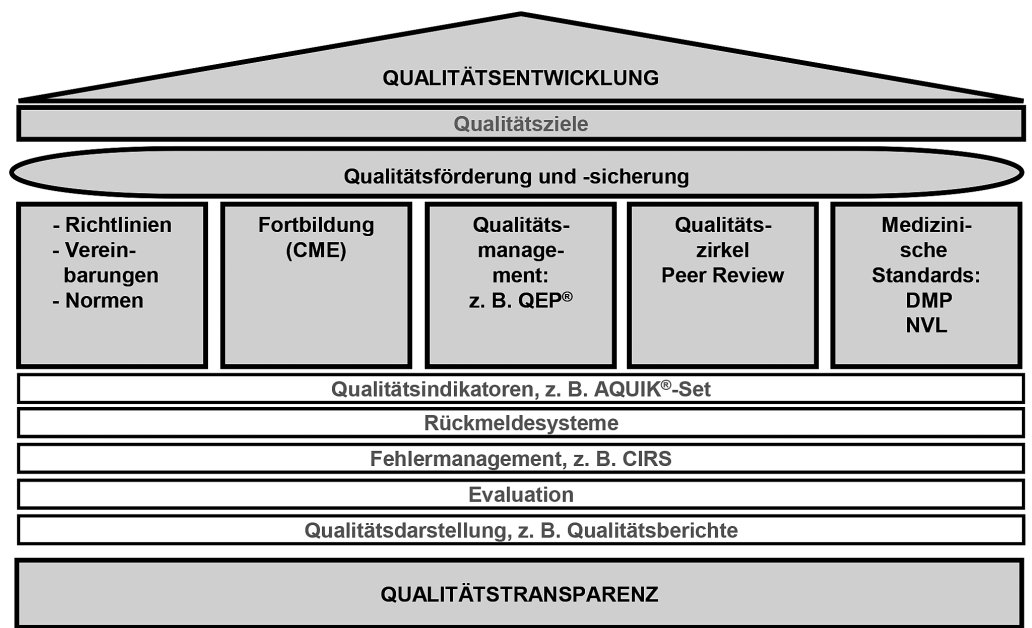 QUALITÄTSENTWICKLUNG
Qualitätsziele
Qualitätsförderung und -sicherung
- Richtlinien
- Verein-
barungen
- Normen
Fortbildung
(CME)
Qualitäts-
manage-
ment:
z. B. QEP®
Qualitäts-
zirkel
Peer Review
Medizini-
sche
Standards:
DMP
NVL
Qualitätsindikatoren, z. B. AQUIK®-Set
Rückmeldesysteme
Fehlermanagement, z. B. CIRS
Evaluation
Qualitätsdarstellung, z. B. Qualitätsberichte
QUALITÄTSTRANSPARENZ